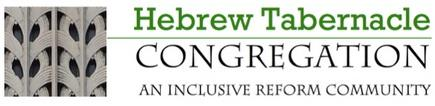 Hebrew Tabernacle
CONGREGATION
AN INCLUSIVE REFORM COMMUNITY